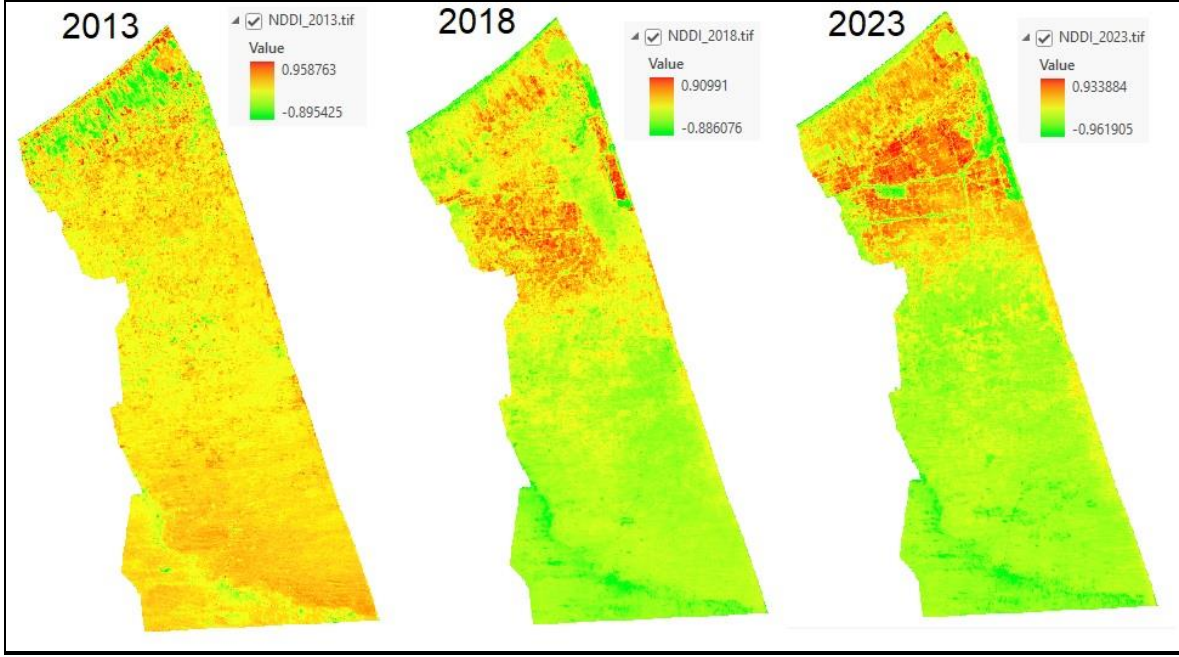 2013
NDDI_2013.tif
Value
0.958763
-0.895425
2018
NDDI_2018.tif
Value
0.90991
-0.886076
2023
NDDI_2023.tif
Value
0.933884
-0.961905